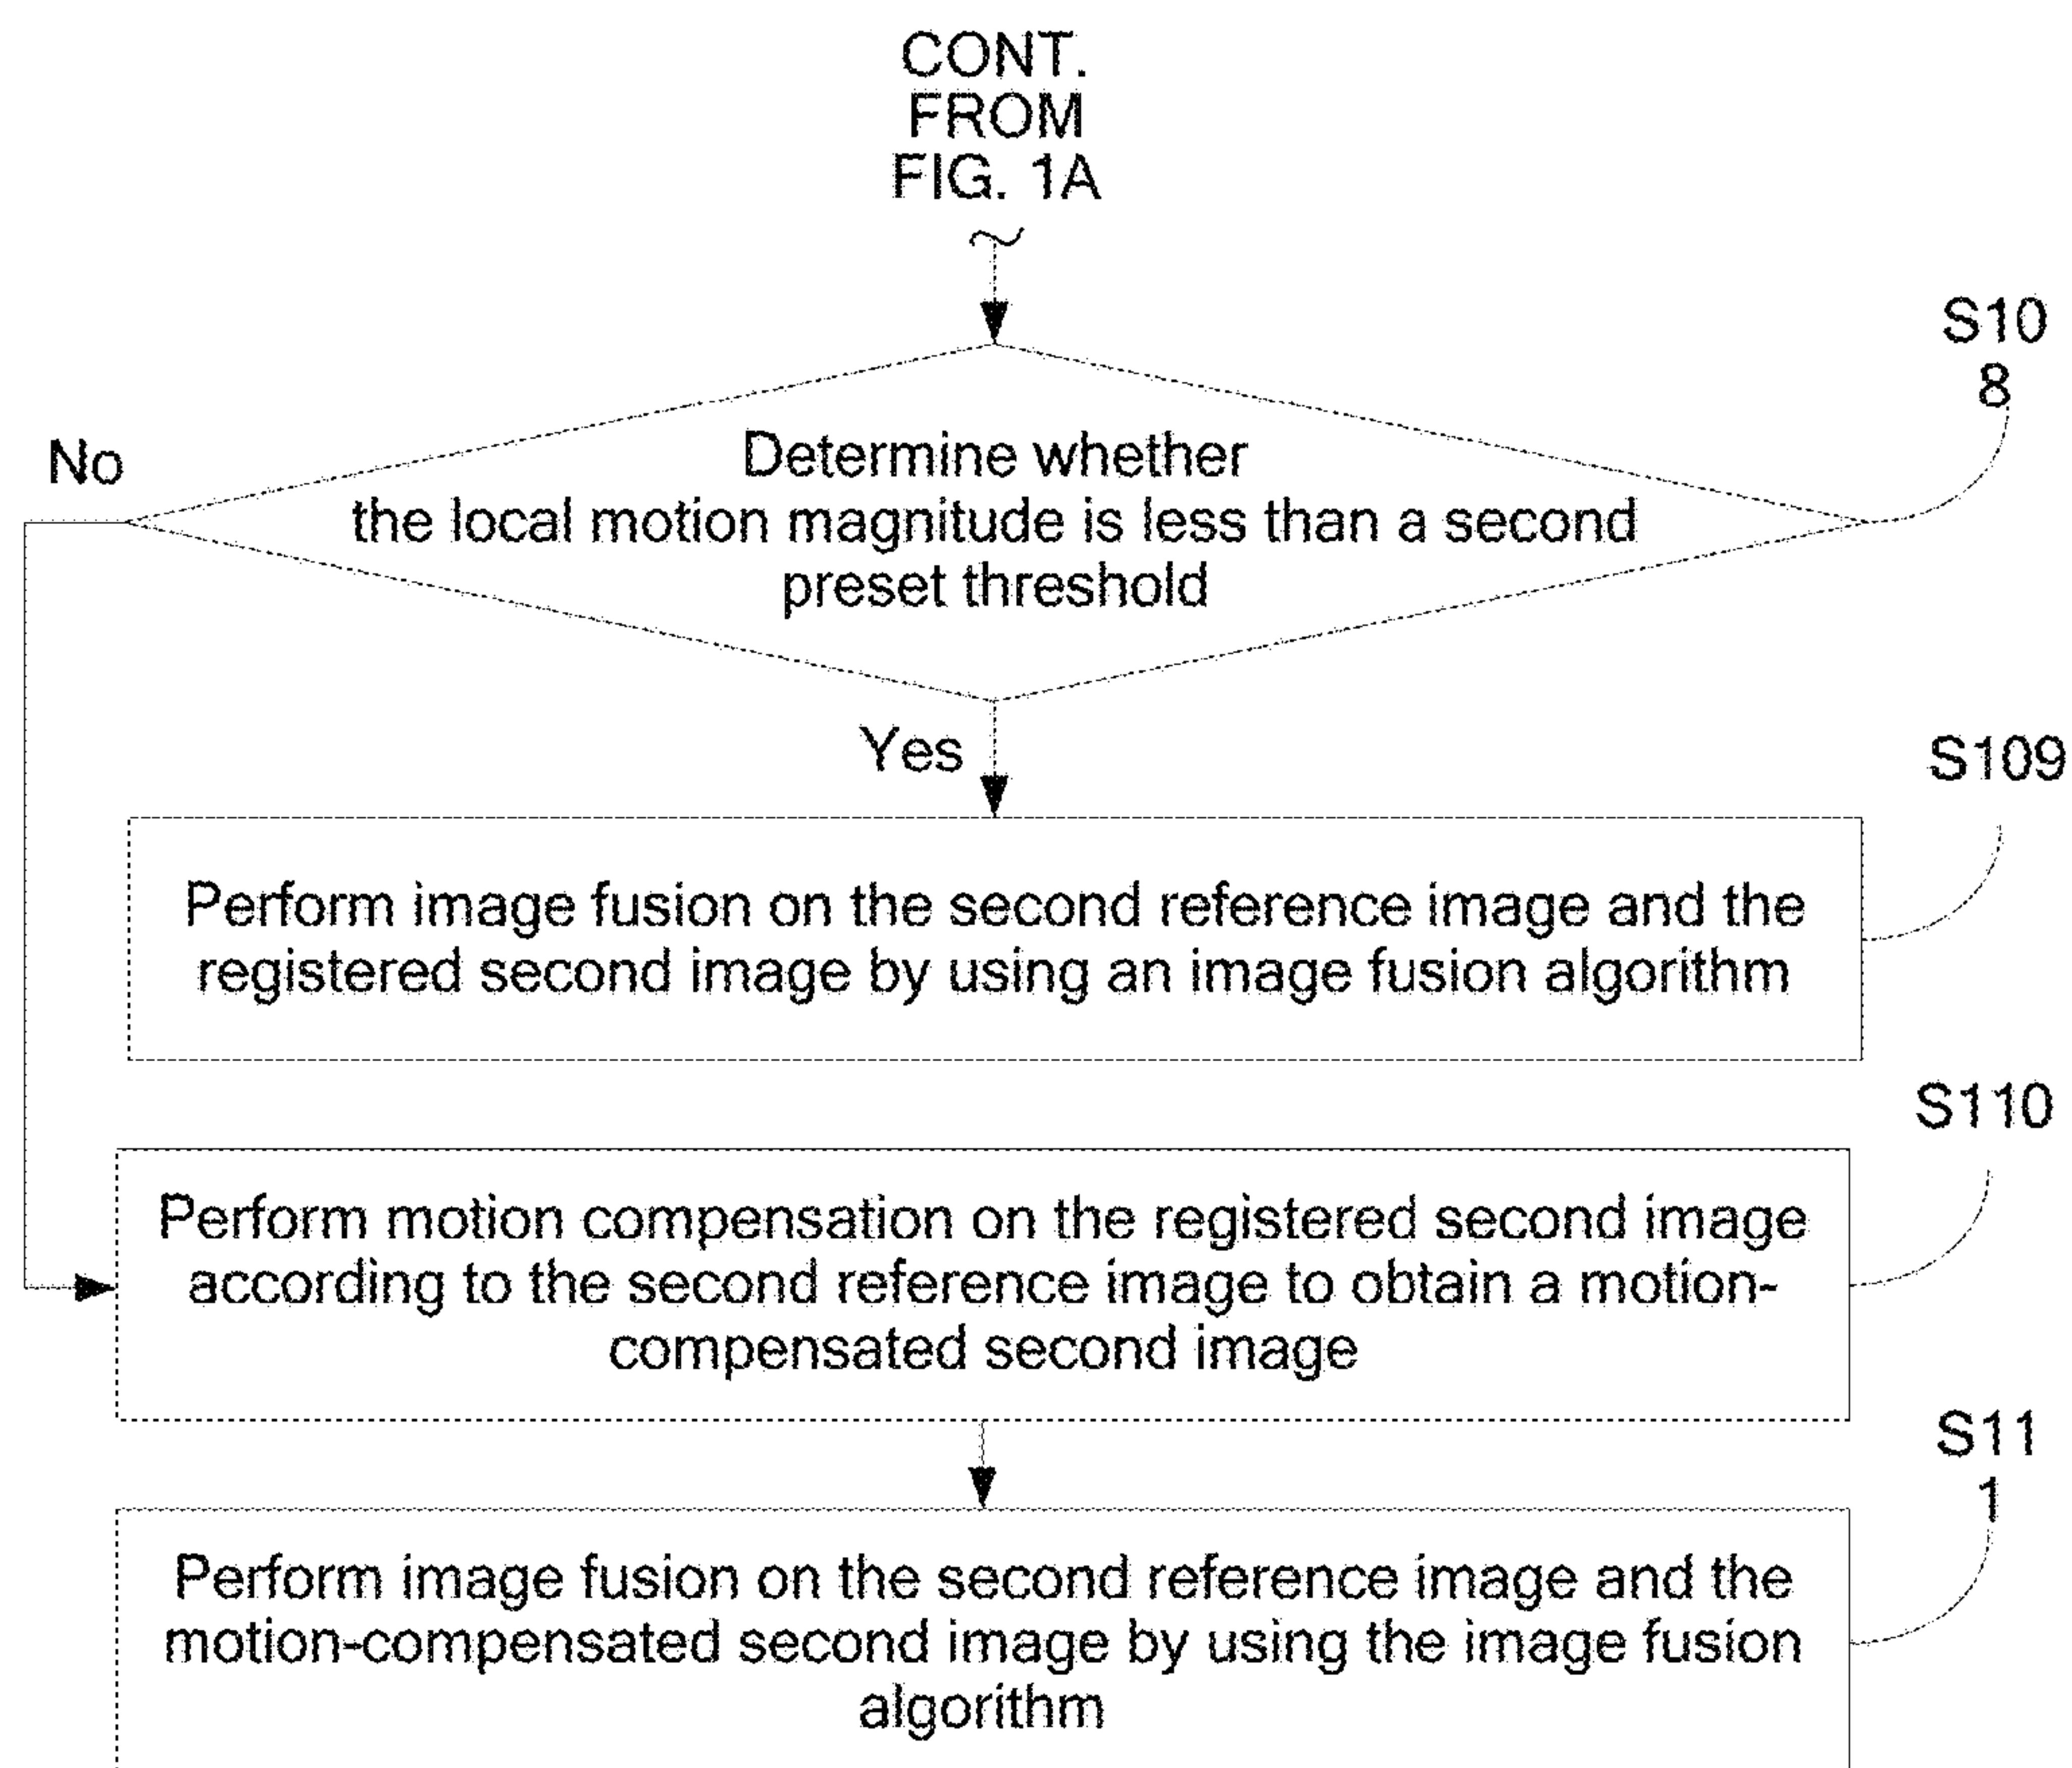 CONT.
FROM
FIG. 1A
S10
8
No
Determine whether
the local motion magnitude is less than a second
preset threshold
Yes
S109
Perform image fusion on the second reference image and the
registered second image by using an image fusion algorithm
S110
Perform motion compensation on the registered second image
according to the second reference image to obtain a motion-
compensated second image
S11
1
Perform image fusion on the second reference image and the
motion-compensated second image by using the image fusion
algorithm